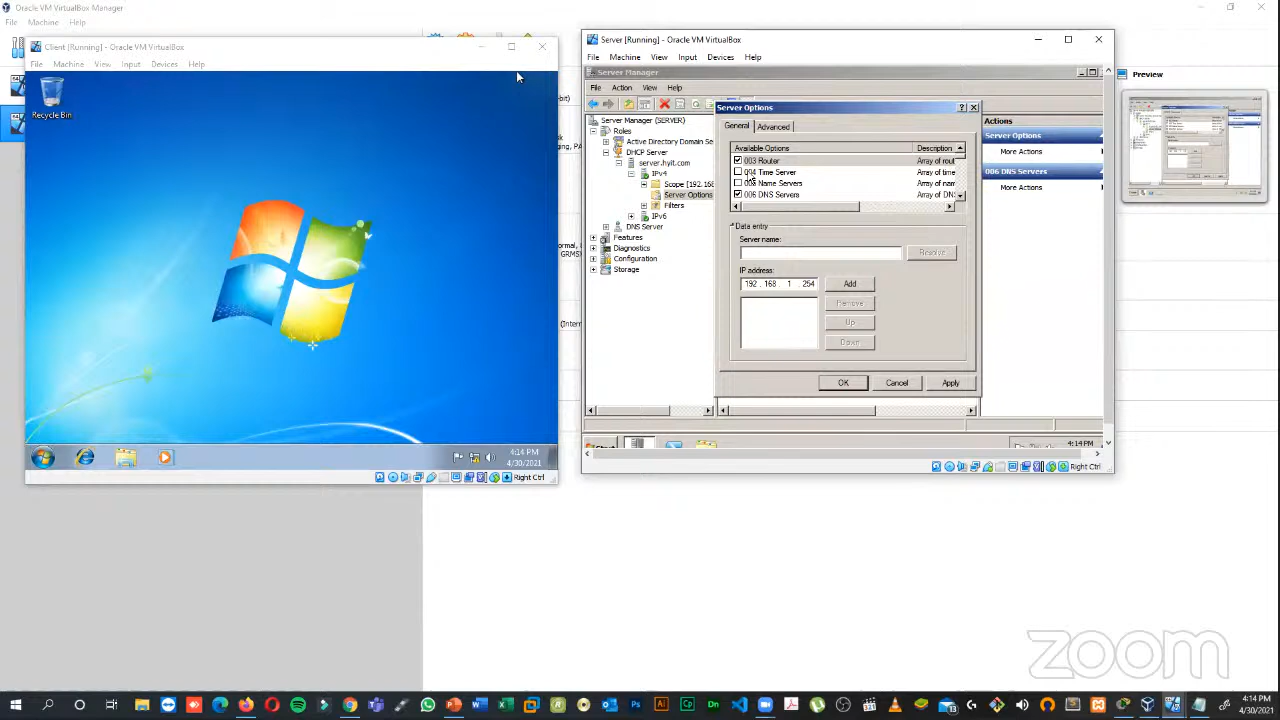 Oracle VM VirtualBox Manager
File Machine Help
Client [Running] - Oracle VM VirtualBox
File Machine View Input Devices Help
Recycle Bin
4:14 PM
4/30/2021
Right Ctrl
Server [Running] - Oracle VM VirtualBox
File Machine View Input Devices Help
Server Manager
File Action View Help
Server Manager (SERVER)
Roles
Active Directory Domain Se
DHCP Server
server.hyit.com
IPv4
Scope [192.168
Server Options
Filters
IPv6
DNS Server
Features
Diagnostics
Configuration
Storage
Server Options
General Advanced
Available Options Description
003 Router Array of rout
004 Time Server Array of time
005 Name Servers Array of nam
006 DNS Servers Array of DNS
Data entry
Server name:
Resolve
IP address:
192 . 168 . 1 . 254
Add
Remove
Up
Down
OK Cancel Apply
Actions
Server Options
More Actions
006 DNS Servers
More Actions
4:14 PM
Right Ctrl
Preview
zoom
4:14 PM
4/30/2021